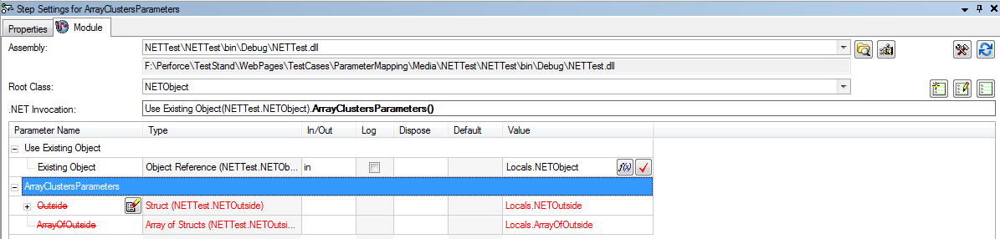 Step Settings for ArrayClustersParameters
Properties Module
Assembly: NETTest\NETTest\bin\Debug\NETTest.dll
F:\Perforce\TestStand\WebPages\TestCases\ParameterMapping\Media\NETTest\NETTest\bin\Debug\NETTest.dll
Root Class: NETObject
.NET Invocation: Use Existing Object(NETTest.NETObject).ArrayClustersParameters()
Parameter Name Type In/Out Log Dispose Default Value
Use Existing Object
Existing Object Object Reference (NETTest.NETOb... in Locals.NETObject f(x)
ArrayClustersParameters
Outside Struct (NETTest.NETOutside) Locals.NETOutside
ArrayOfOutside Array of Structs (NETTest.NETOutsi... Locals.ArrayOfOutside